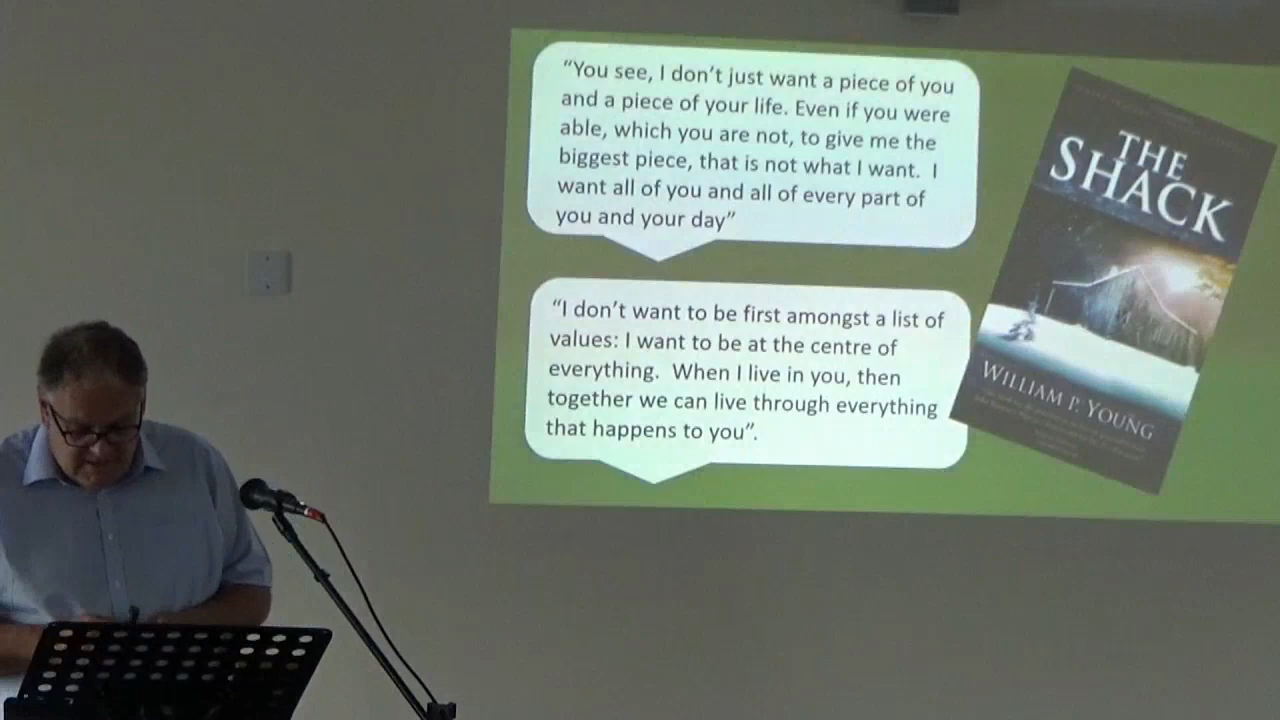 “You see, I don’t just want a piece of you
and a piece of your life. Even if you were
able, which you are not, to give me the
biggest piece, that is not what I want.  I
want all of you and all of every part of
you and your day”
“I don’t want to be first amongst a list of
values: I want to be at the centre of
everything.  When I live in you, then
together we can live through everything
that happens to you”.
THE
SHACK
WILLIAM P. YOUNG